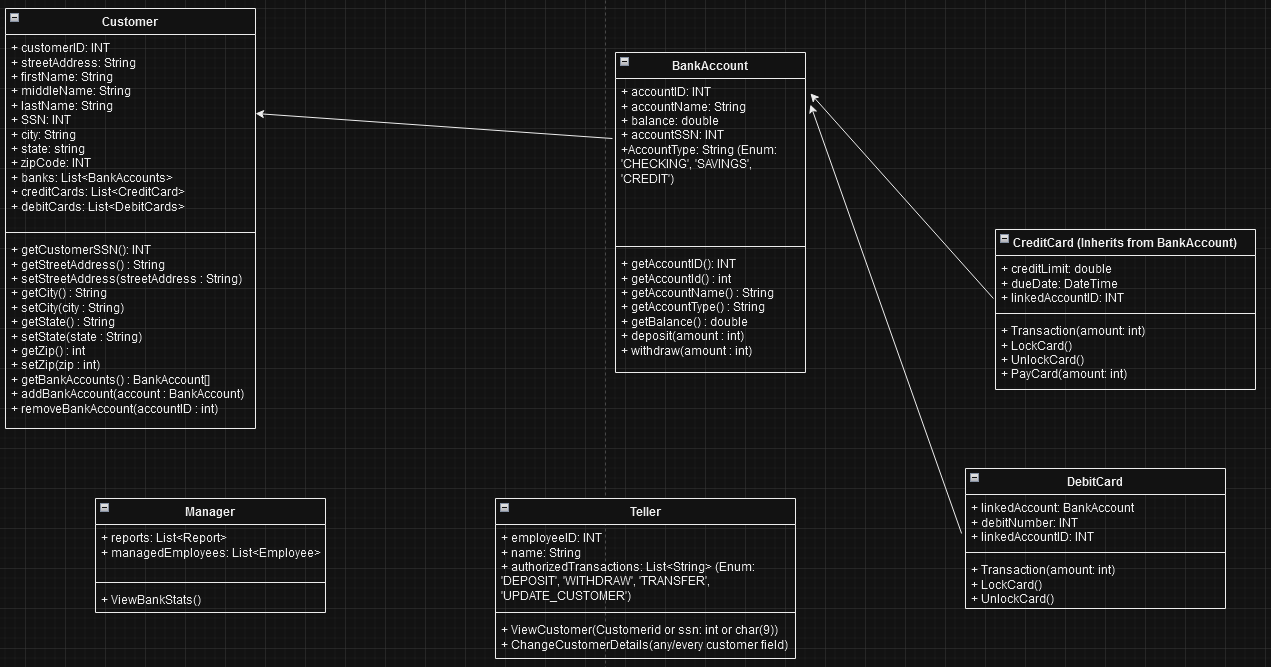 Customer
+ customerID: INT
+ streetAddress: String
+ firstName: String
+ middleName: String
+ lastName: String
+ SSN: INT
+ city: String
+ state: string
+ zipCode: INT
+ banks: List<BankAccounts>
+ creditCards: List<CreditCard>
+ debitCards: List<DebitCards>
+ getCustomerSSN(): INT
+ getStreetAddress() : String
+ setStreetAddress(streetAddress : String)
+ getCity() : String
+ setCity(city : String)
+ getState() : String
+ setState(state : String)
+ getZip() : int
+ setZip(zip : int)
+ getBankAccounts() : BankAccount[]
+ addBankAccount(account : BankAccount)
+ removeBankAccount(accountID : int)
BankAccount
+ accountID: INT
+ accountName: String
+ balance: double
+ accountSSN: INT
+AccountType: String (Enum:
'CHECKING', 'SAVINGS',
'CREDIT')
+ getAccountID(): INT
+ getAccountId() : int
+ getAccountName() : String
+ getAccountType() : String
+ getBalance() : double
+ deposit(amount : int)
+ withdraw(amount : int)
CreditCard (Inherits from BankAccount)
+ creditLimit: double
+ dueDate: DateTime
+ linkedAccountID: INT
+ Transaction(amount: int)
+ LockCard()
+ UnlockCard()
+ PayCard(amount: int)
DebitCard
+ linkedAccount: BankAccount
+ debitNumber: INT
+ linkedAccountID: INT
+ Transaction(amount: int)
+ LockCard()
+ UnlockCard()
Manager
+ reports: List<Report>
+ managedEmployees: List<Employee>
+ ViewBankStats()
Teller
+ employeeID: INT
+ name: String
+ authorizedTransactions: List<String> (Enum:
'DEPOSIT', 'WITHDRAW', 'TRANSFER',
'UPDATE_CUSTOMER')
+ ViewCustomer(Customerid or ssn: int or char(9))
+ ChangeCustomerDetails(any/every customer field)